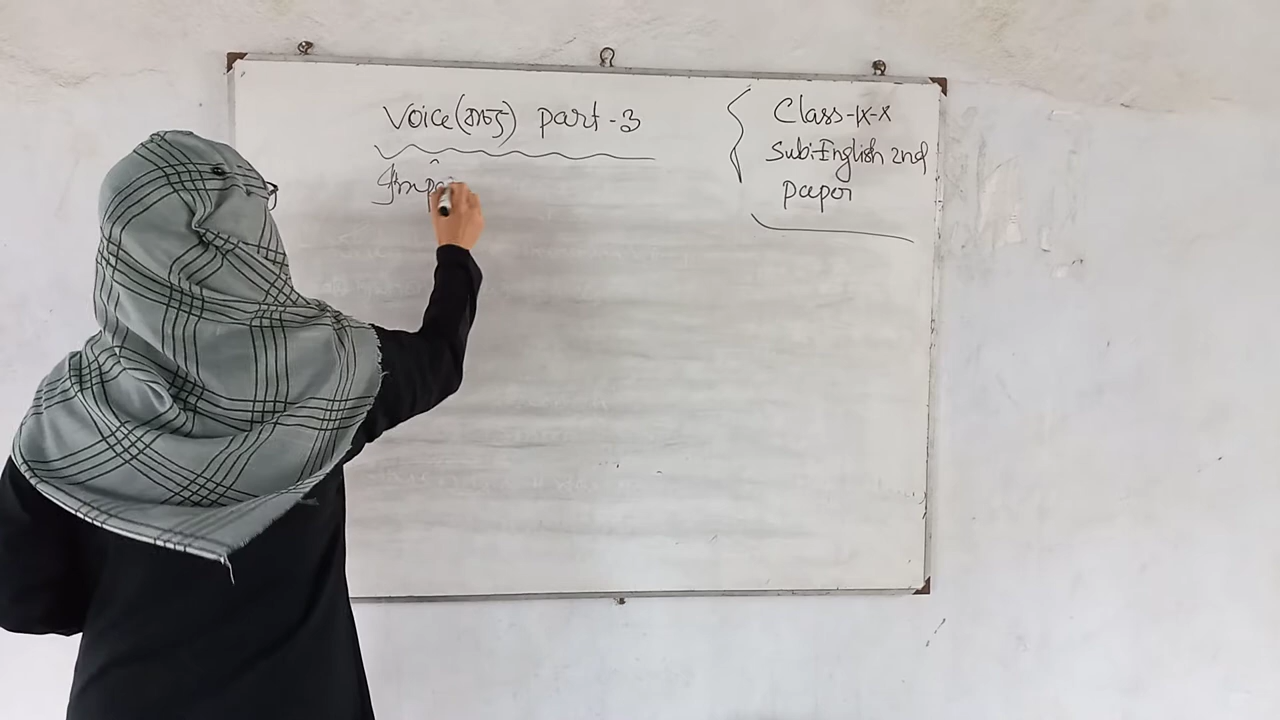 Voice (বাচ্য) part-3
Class-IX-X
Sub:English 2nd
paper